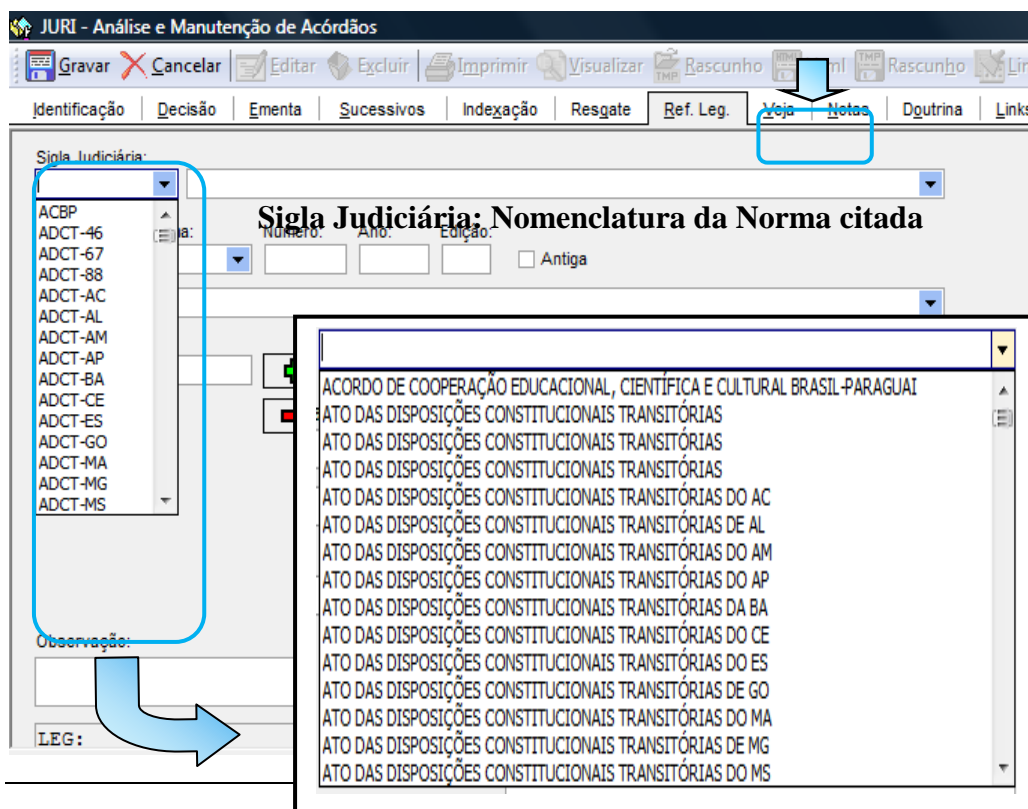 JURI - Análise e Manutenção de Acórdãos
Gravar Cancelar Editar Excluir Imprimir Visualizar Rascunho Rascunho
Identificação Decisão Ementa Sucessivos Indexação Resgate Ref. Leg. Veja Notas Doutrina Links
Sigla Judiciária:
Sigla Judiciária; Nomenclatura da Norma citada
Número: Ano: Edição:
Antiga
ACBP
ADCT-46
ADCT-67
ADCT-88
ADCT-AC
ADCT-AL
ADCT-AM
ADCT-AP
ADCT-BA
ADCT-CE
ADCT-ES
ADCT-GO
ADCT-MA
ADCT-MG
ADCT-MS
ACORDO DE COOPERAÇÃO EDUCACIONAL, CIENTÍFICA E CULTURAL BRASIL-PARAGUAI
ATO DAS DISPOSIÇÕES CONSTITUCIONAIS TRANSITÓRIAS
ATO DAS DISPOSIÇÕES CONSTITUCIONAIS TRANSITÓRIAS
ATO DAS DISPOSIÇÕES CONSTITUCIONAIS TRANSITÓRIAS
ATO DAS DISPOSIÇÕES CONSTITUCIONAIS TRANSITÓRIAS DO AC
ATO DAS DISPOSIÇÕES CONSTITUCIONAIS TRANSITÓRIAS DE AL
ATO DAS DISPOSIÇÕES CONSTITUCIONAIS TRANSITÓRIAS DO AM
ATO DAS DISPOSIÇÕES CONSTITUCIONAIS TRANSITÓRIAS DO AP
ATO DAS DISPOSIÇÕES CONSTITUCIONAIS TRANSITÓRIAS DA BA
ATO DAS DISPOSIÇÕES CONSTITUCIONAIS TRANSITÓRIAS DO CE
ATO DAS DISPOSIÇÕES CONSTITUCIONAIS TRANSITÓRIAS DO ES
ATO DAS DISPOSIÇÕES CONSTITUCIONAIS TRANSITÓRIAS DE GO
ATO DAS DISPOSIÇÕES CONSTITUCIONAIS TRANSITÓRIAS DO MA
ATO DAS DISPOSIÇÕES CONSTITUCIONAIS TRANSITÓRIAS DE MG
ATO DAS DISPOSIÇÕES CONSTITUCIONAIS TRANSITÓRIAS DO MS
Observação:
LEG: